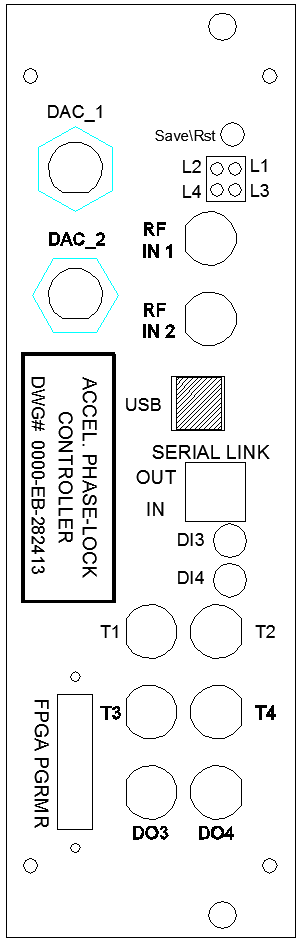 DAC_1
Save\Rst
L2 L1
L4 L3
DAC_2
RF
IN 1
RF
IN 2
USB
ACCEL. PHASE-LOCK
CONTROLLER
DWG# 0000-EB-282413
SERIAL LINK
OUT
IN
DI3
DI4
T1 T2
T3 T4
FPGA PGRMR
DO3 DO4